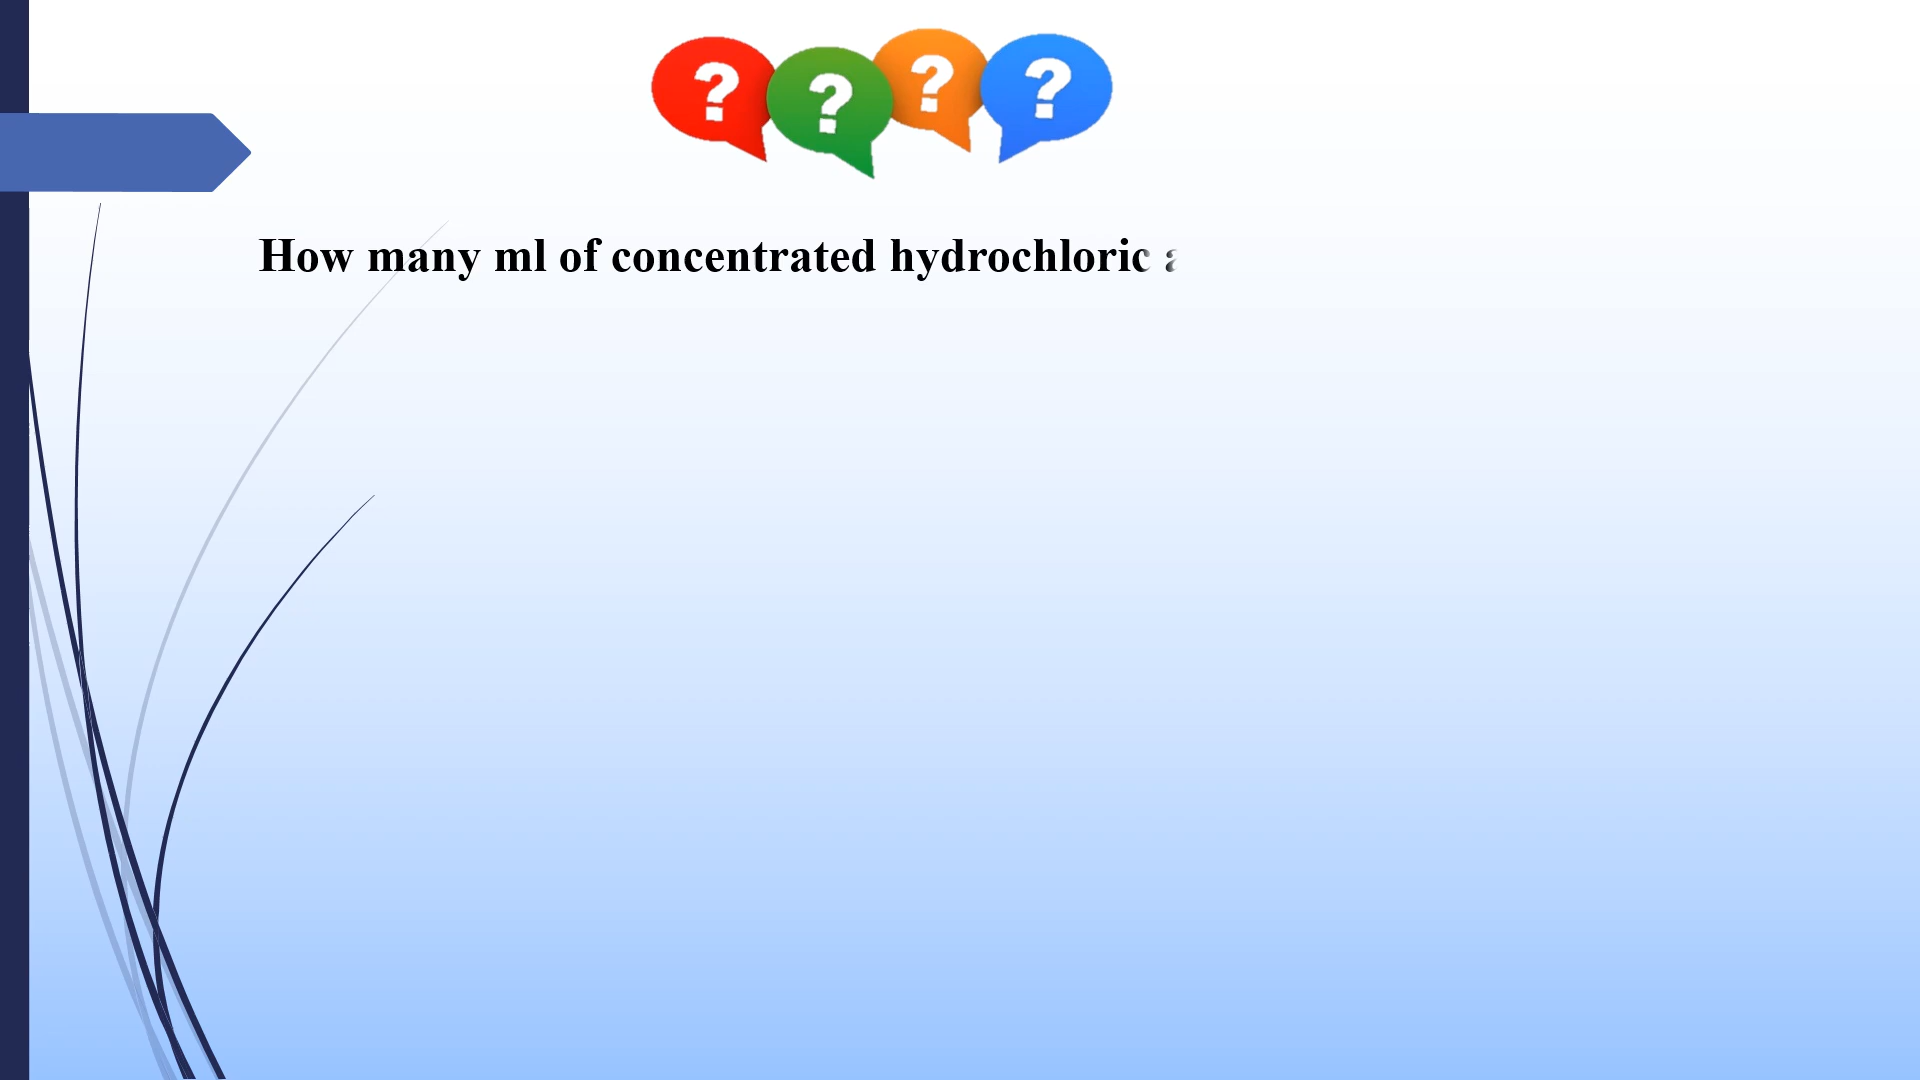 ? ? ? ?
How many ml of concentrated hydrochloric